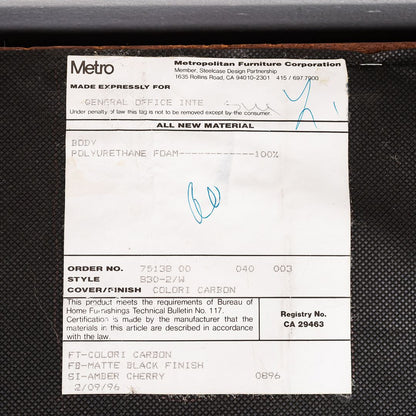 Metro
Metropolitan Furniture Corporation
Member, Steelcase Design Partnership
1635 Rollins Road, CA 94010-2301 415 / 697.7900
MADE EXPRESSLY FOR
GENERAL OFFICE INTE
Under penalty of law this tag is not to be removed except by the consumer.
ALL NEW MATERIAL
BODY
POLYURETHANE FOAM------------100%
ORDER NO. 75138 00 040 003
STYLE B30-2/W
COVER/FINISH COLORI CARBON
This product meets the requirements of Bureau of
Home Furnishings Technical Bulletin No. 117.
Certification is made by the manufacturer that the
materials in this article are described in accordance
with the law.
Registry No.
CA 29463
FT-COLORI CARBON
FB-MATTE BLACK FINISH
SI-AMBER CHERRY 0896
2/09/96